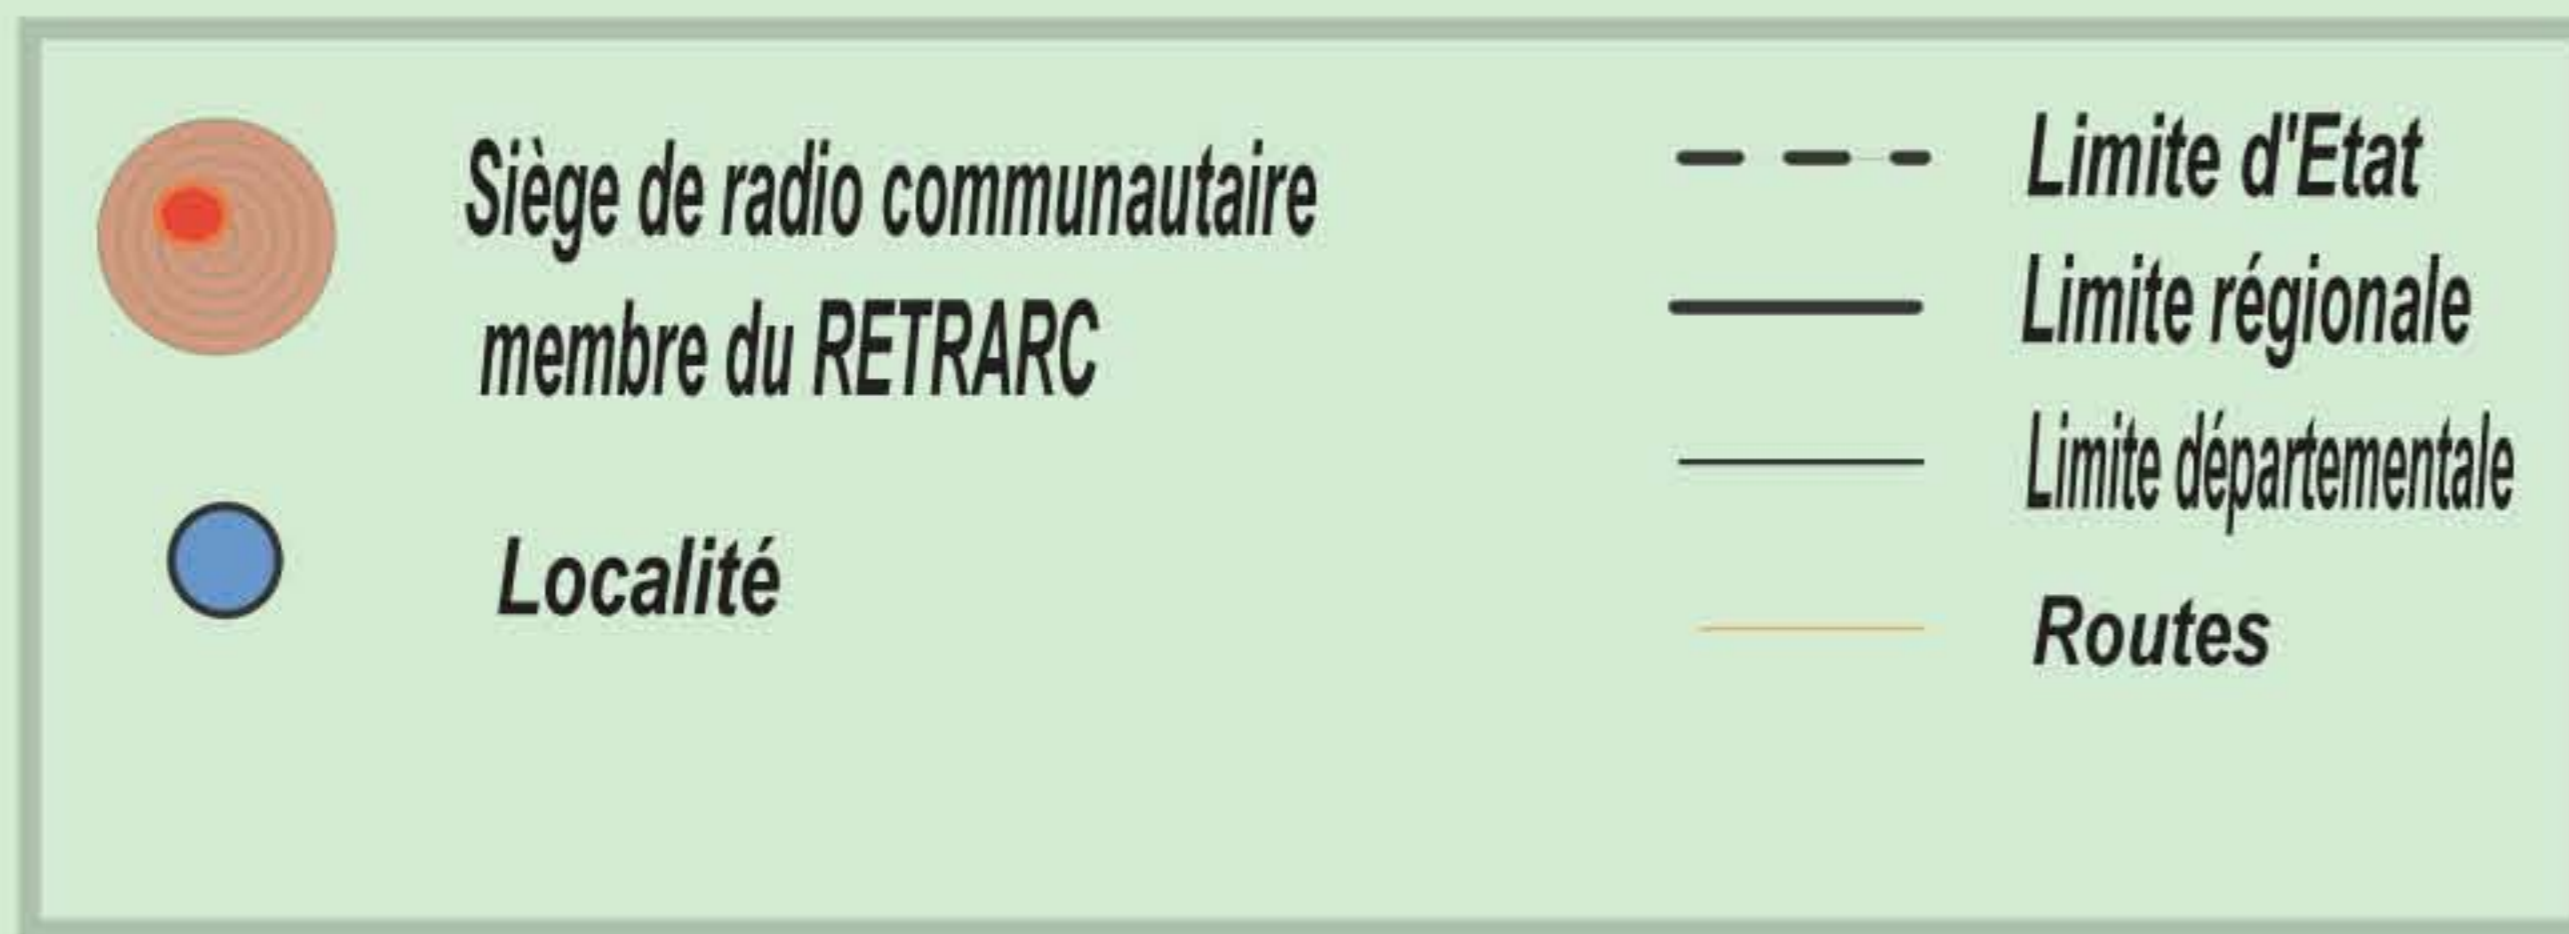 Siège de radio communautaire
membre du RETRARC
Localité
Limite d'Etat
Limite régionale
Limite départementale
Routes